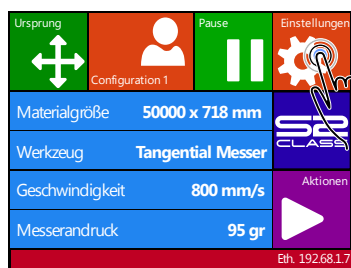 Ursprung
Configuration 1
Pause
Einstellungen
Materialgröße 50000 x 718 mm
S2
CLASS
Werkzeug Tangential Messer
Geschwindigkeit 800 mm/s
Aktionen
Messerandruck 95 gr
Eth. 192.68.1.7